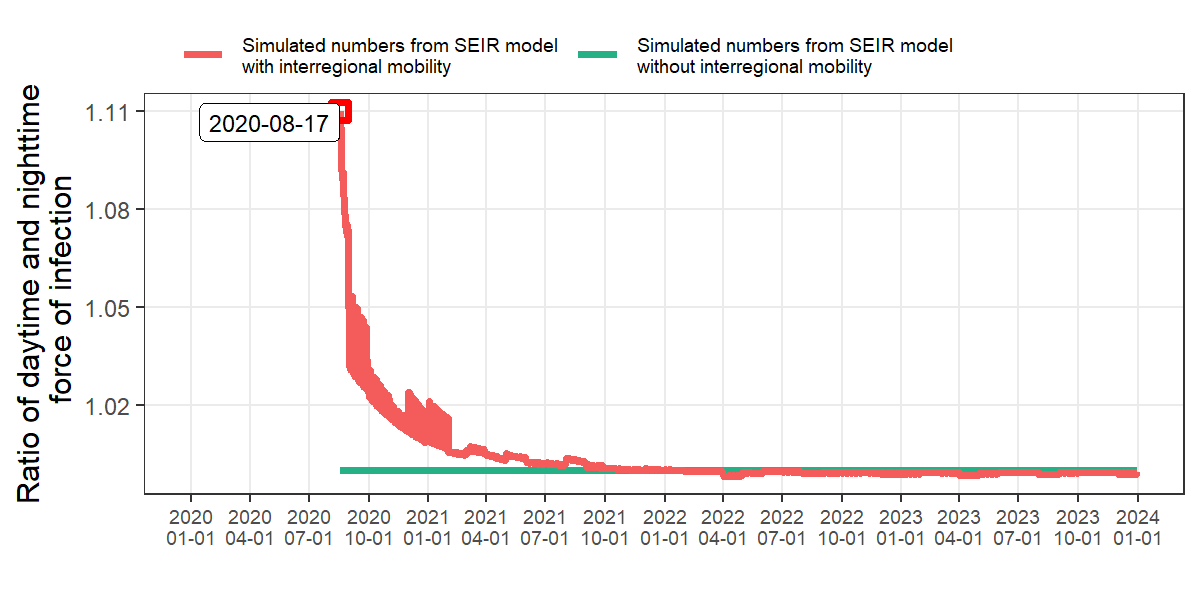 Simulated numbers from SEIR model
with interregional mobility
Simulated numbers from SEIR model
without interregional mobility
Ratio of daytime and nighttime
force of infection
1.11
1.08
1.05
1.02
2020-08-17
2020 2020 2020 2020 2021 2021 2021 2021 2022 2022 2022 2022 2023 2023 2023 2023 2024
01-01 04-01 07-01 10-01 01-01 04-01 07-01 10-01 01-01 04-01 07-01 10-01 01-01 04-01 07-01 10-01 01-01